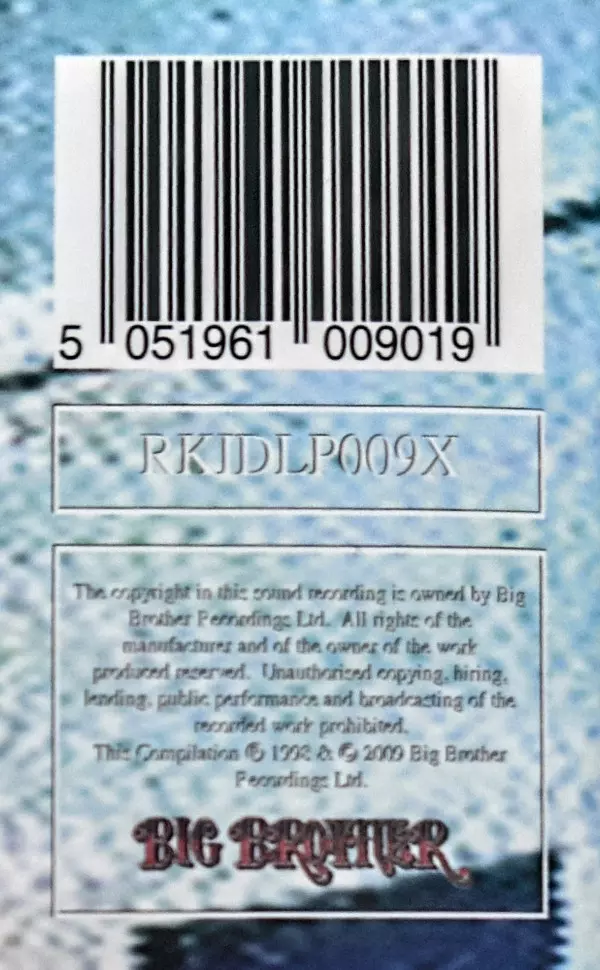 5 051961 009019
RKIDLP009X
The copyright in this sound recording is owned by Big
Brother Recordings Ltd. All rights of the
manufacturer and of the owner of the work
produced reserved. Unauthorised copying, hiring,
lending, public performance and broadcasting of the
recorded work prohibited.
This Compilation ℗ 1998 & © 2009 Big Brother
Recordings Ltd.
BIG BROTHER